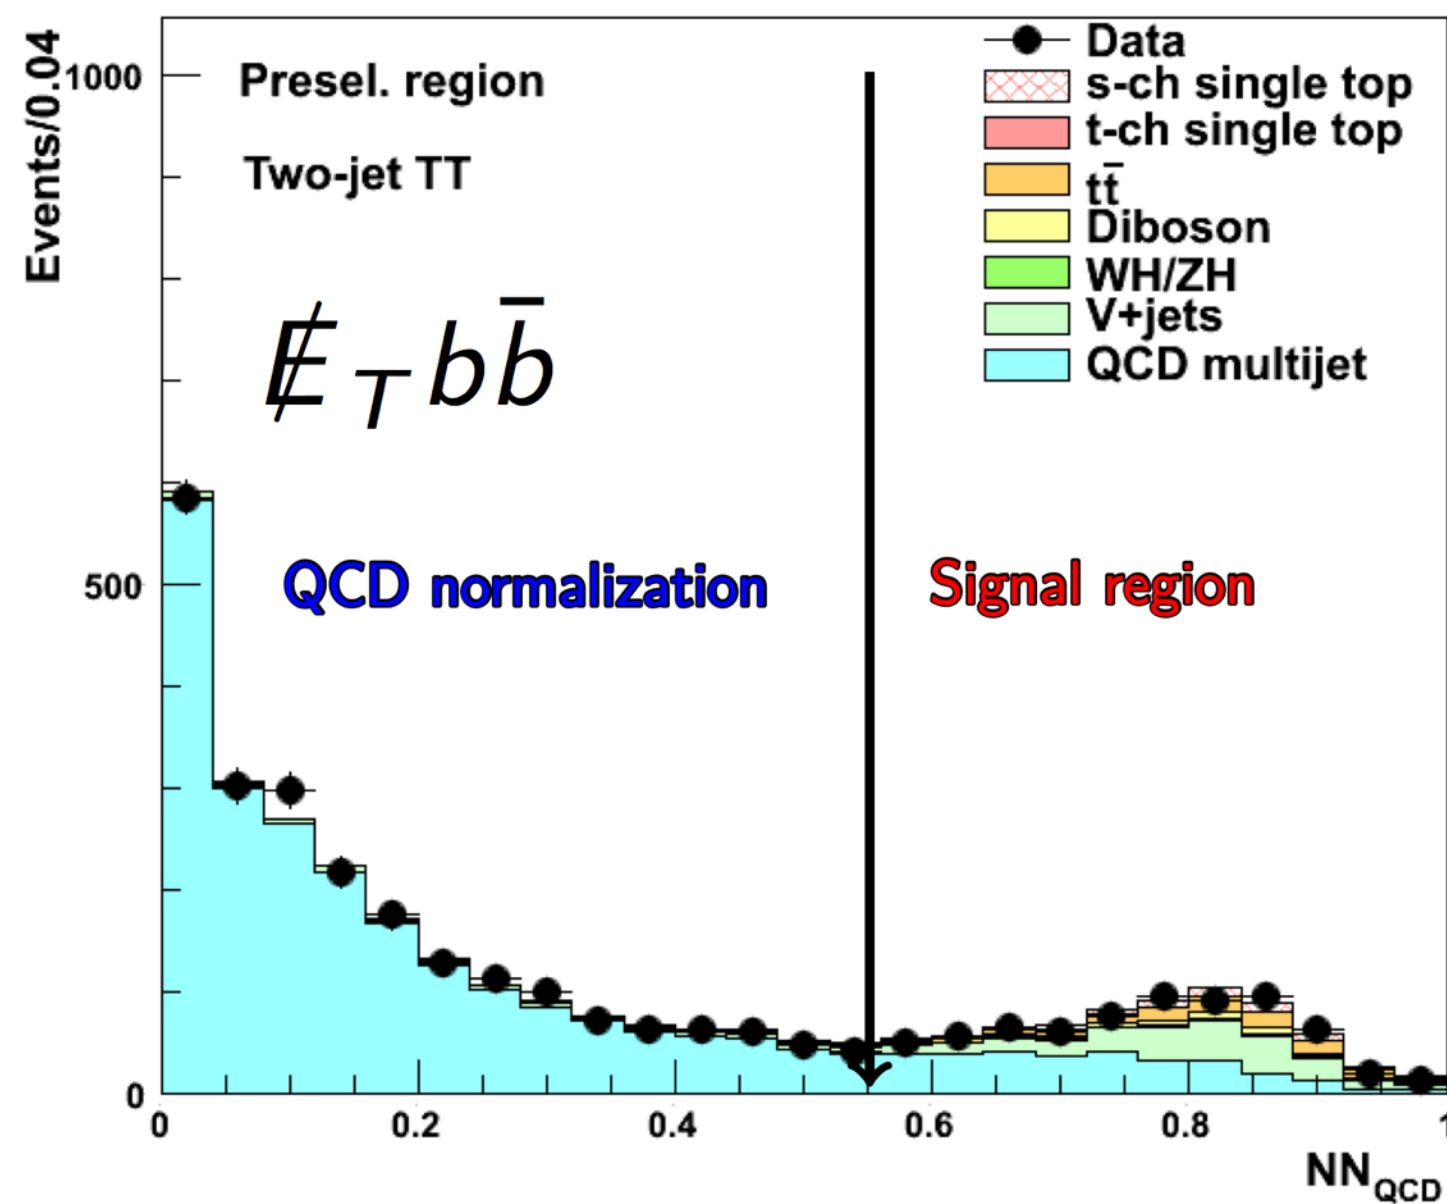 Events/0.04
1000
500
0
Presel. region
Two-jet TT
E̸_T b b̄
QCD normalization
Signal region
Data
s-ch single top
t-ch single top
tt̄
Diboson
WH/ZH
V+jets
QCD multijet
0 0.2 0.4 0.6 0.8 1
NN_QCD